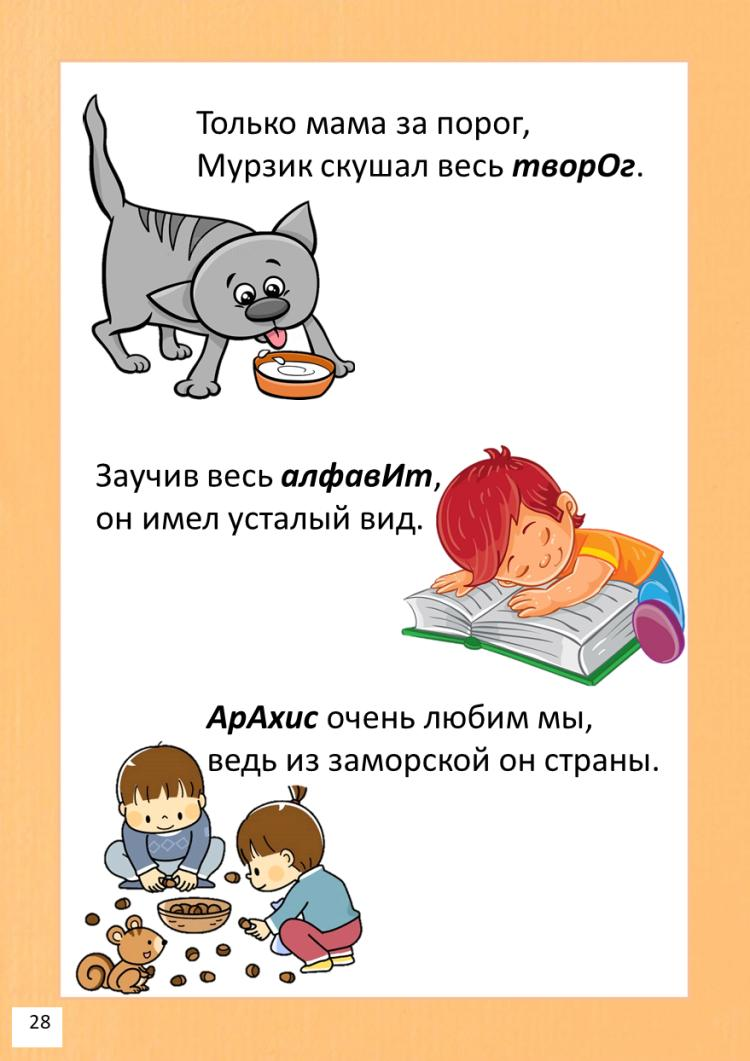 Только мама за порог,
Мурзик скушал весь творОг.
Заучив весь алфавИт,
он имел усталый вид.
АрАхис очень любим мы,
ведь из заморской он страны.
28